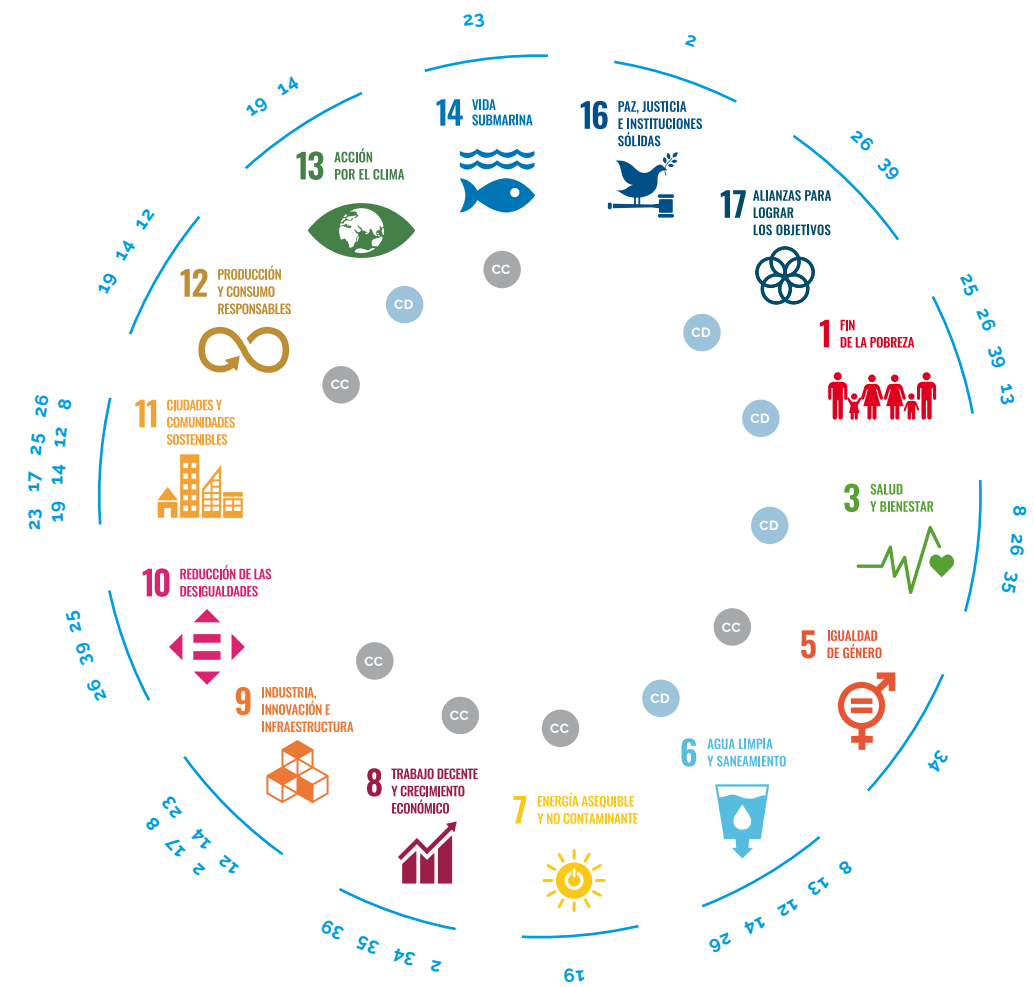 23
14 VIDA
SUBMARINA
CC
2
16 PAZ, JUSTICIA
E INSTITUCIONES
SÓLIDAS
26 39
17 ALIANZAS PARA
LOGRAR
LOS OBJETIVOS
CD
25 26 39 13
1 FIN
DE LA POBREZA
CD
8 26 35
3 SALUD
Y BIENESTAR
CD
34
5 IGUALDAD
DE GÉNERO
CC
8 13 12 14 26
6 AGUA LIMPIA
Y SANEAMIENTO
CD
19
7 ENERGÍA ASEQUIBLE
Y NO CONTAMINANTE
CC
2 34 35 39
8 TRABAJO DECENTE
Y CRECIMIENTO
ECONÓMICO
CC
23 8 17 2
14 12
9 INDUSTRIA,
INNOVACIÓN E
INFRAESTRUCTURA
CC
25 39 26
10 REDUCCIÓN DE LAS
DESIGUALDADES
26 8
25 12
17 14
23 19
11 CIUDADES Y
COMUNIDADES
SOSTENIBLES
19 14 12
12 PRODUCCIÓN
Y CONSUMO
RESPONSABLES
CC
19 14
13 ACCIÓN
POR EL CLIMA
CD